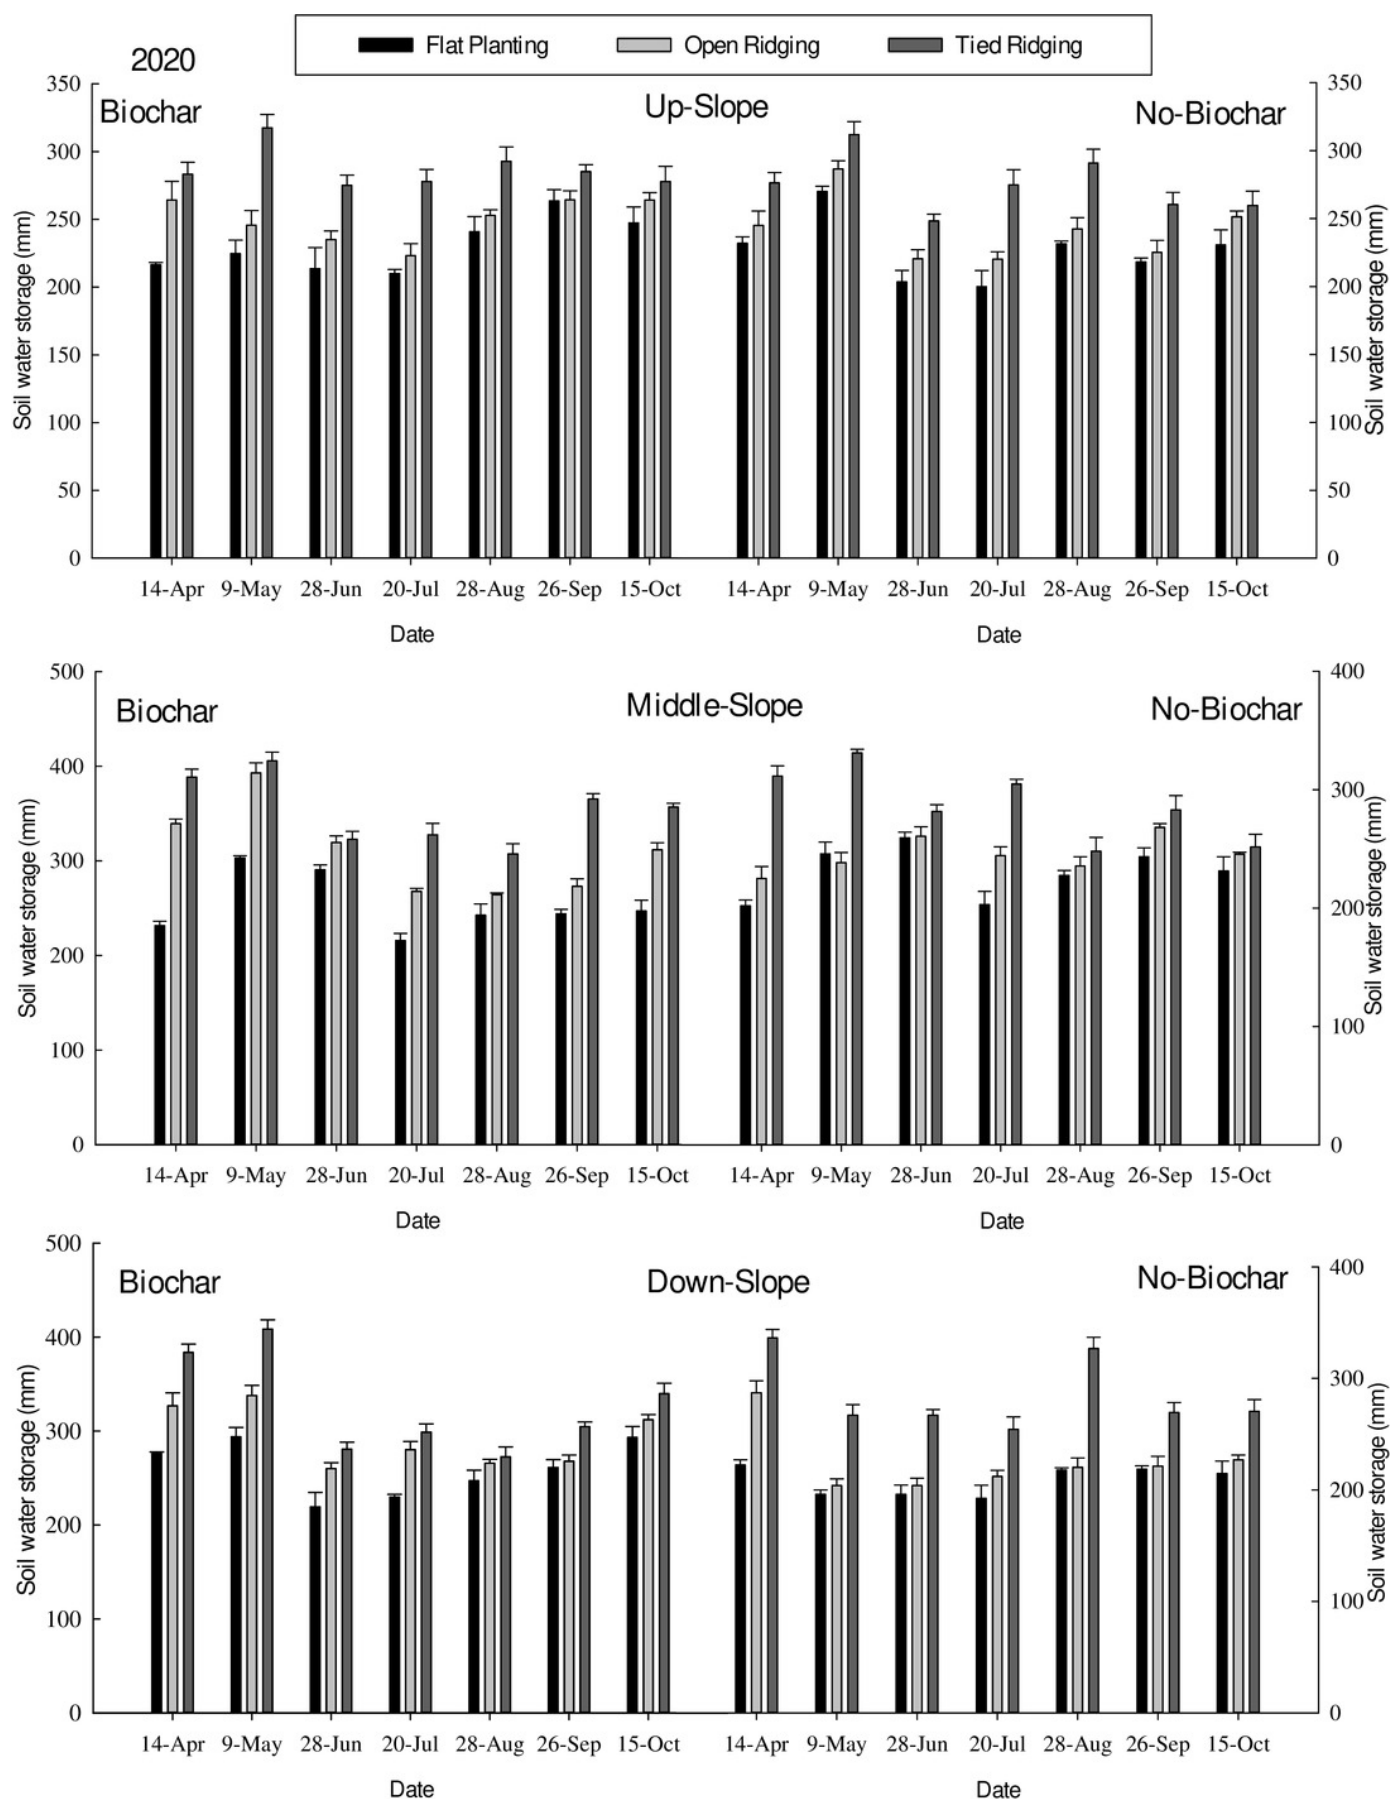 Flat Planting Open Ridging Tied Ridging
2020
Biochar Up-Slope No-Biochar
350
300
250
200
150
100
50
0
Soil water storage (mm)
350
300
250
200
150
100
50
0
Soil water storage (mm)
14-Apr 9-May 28-Jun 20-Jul 28-Aug 26-Sep 15-Oct 14-Apr 9-May 28-Jun 20-Jul 28-Aug 26-Sep 15-Oct
Date Date
Biochar Middle-Slope No-Biochar
500
400
300
200
100
0
Soil water storage (mm)
400
300
200
100
0
Soil water storage (mm)
14-Apr 9-May 28-Jun 20-Jul 28-Aug 26-Sep 15-Oct 14-Apr 9-May 28-Jun 20-Jul 28-Aug 26-Sep 15-Oct
Date Date
Biochar Down-Slope No-Biochar
500
400
300
200
100
0
Soil water storage (mm)
400
300
200
100
0
Soil water storage (mm)
14-Apr 9-May 28-Jun 20-Jul 28-Aug 26-Sep 15-Oct 14-Apr 9-May 28-Jun 20-Jul 28-Aug 26-Sep 15-Oct
Date Date